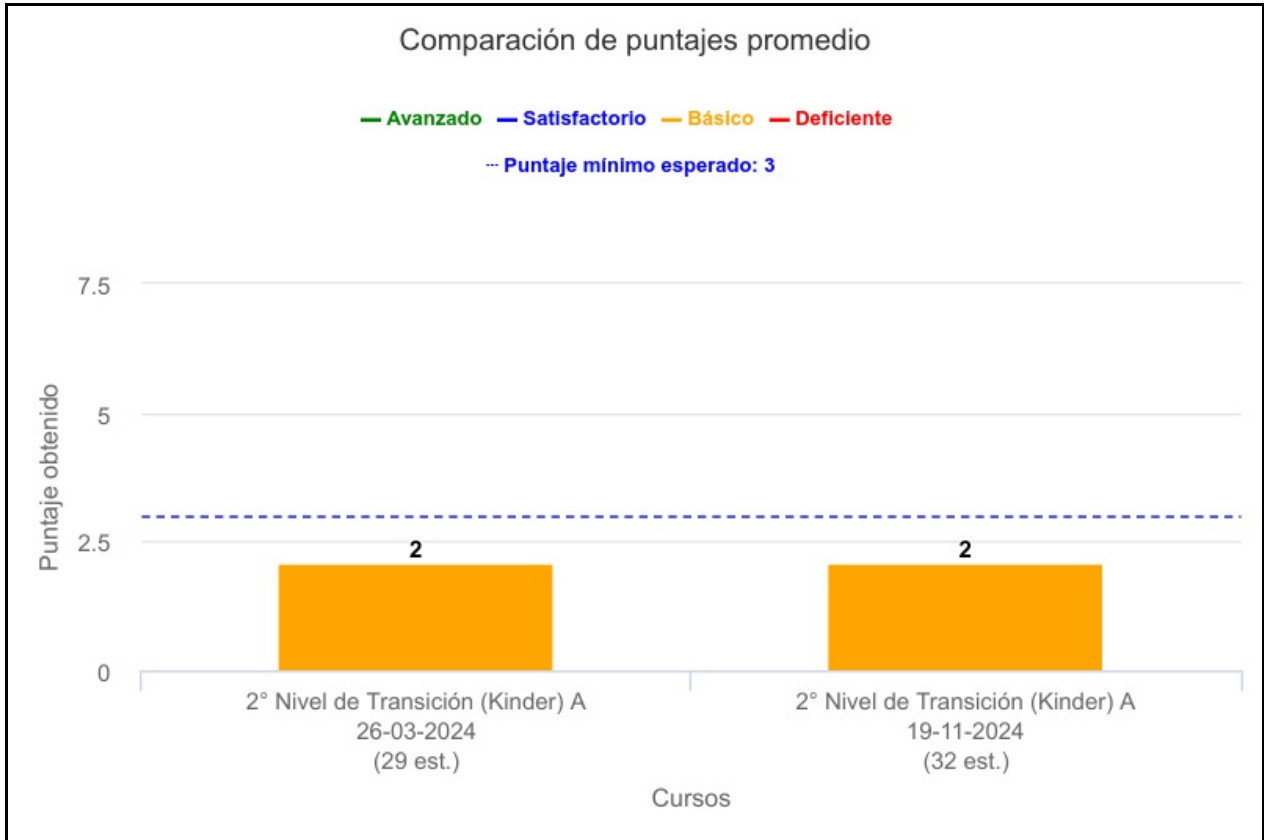 Comparación de puntajes promedio
Avanzado Satisfactorio Básico Deficiente
Puntaje mínimo esperado: 3
7.5
5
2.5
0
Puntaje obtenido
2
2
2° Nivel de Transición (Kinder) A
26-03-2024
(29 est.)
2° Nivel de Transición (Kinder) A
19-11-2024
(32 est.)
Cursos